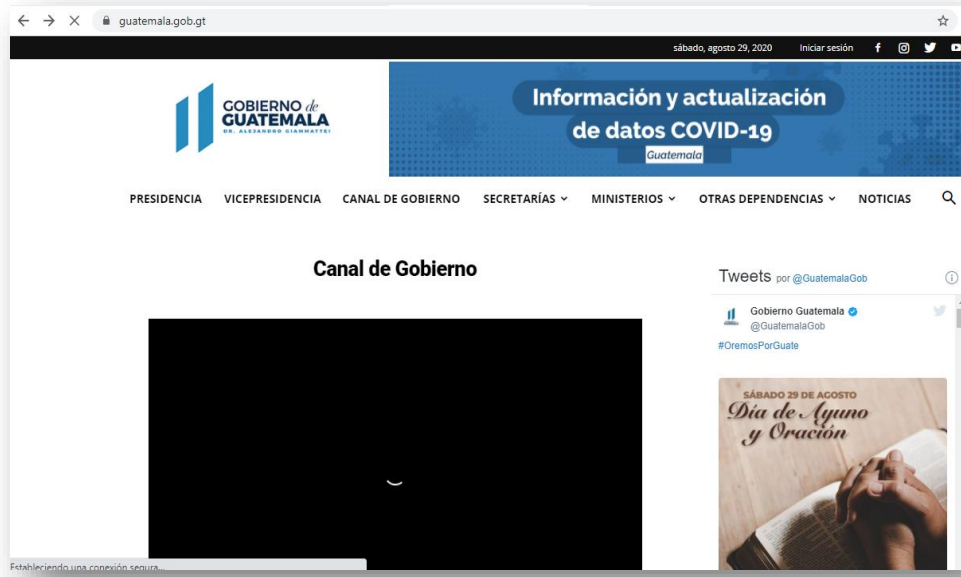 guatemala.gob.gt
sábado, agosto 29, 2020 Iniciar sesión
GOBIERNO de
GUATEMALA
DR. ALEJANDRO GIAMMATTEI
Información y actualización
de datos COVID-19
Guatemala
PRESIDENCIA VICEPRESIDENCIA CANAL DE GOBIERNO SECRETARÍAS MINISTERIOS OTRAS DEPENDENCIAS NOTICIAS
Canal de Gobierno
Tweets por @GuatemalaGob
Gobierno Guatemala
@GuatemalaGob
#OremosPorGuate
SÁBADO 29 DE AGOSTO
Día de Ayuno
y Oración
Estableciendo una conexión segura...